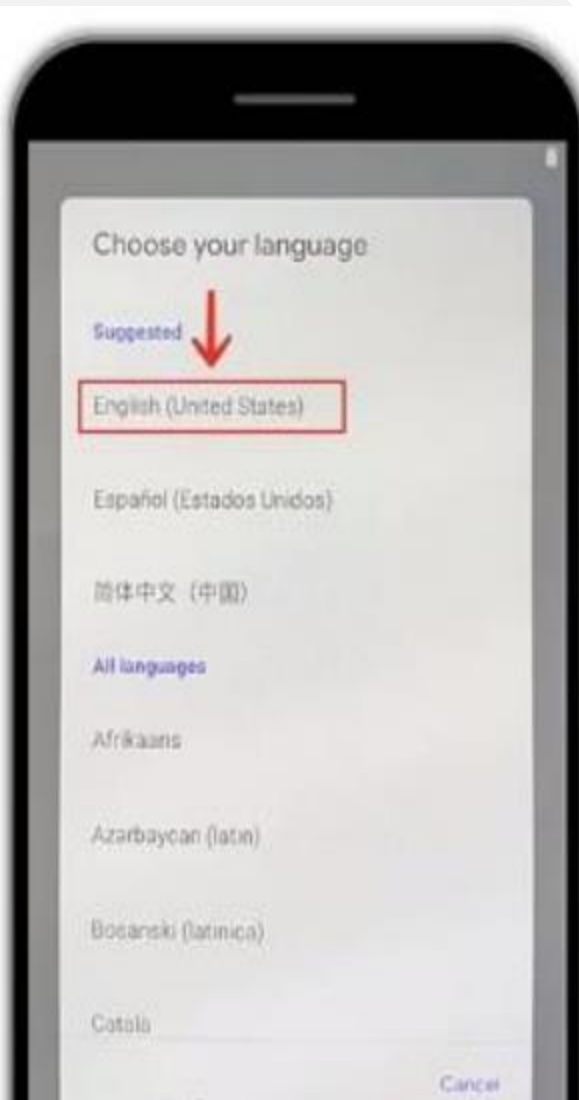 Choose your language
Suggested
English (United States)
Español (Estados Unidos)
简体中文（中国）
All languages
Afrikaans
Azərbaycan (latın)
Bosanski (latinica)
Català
Cancel